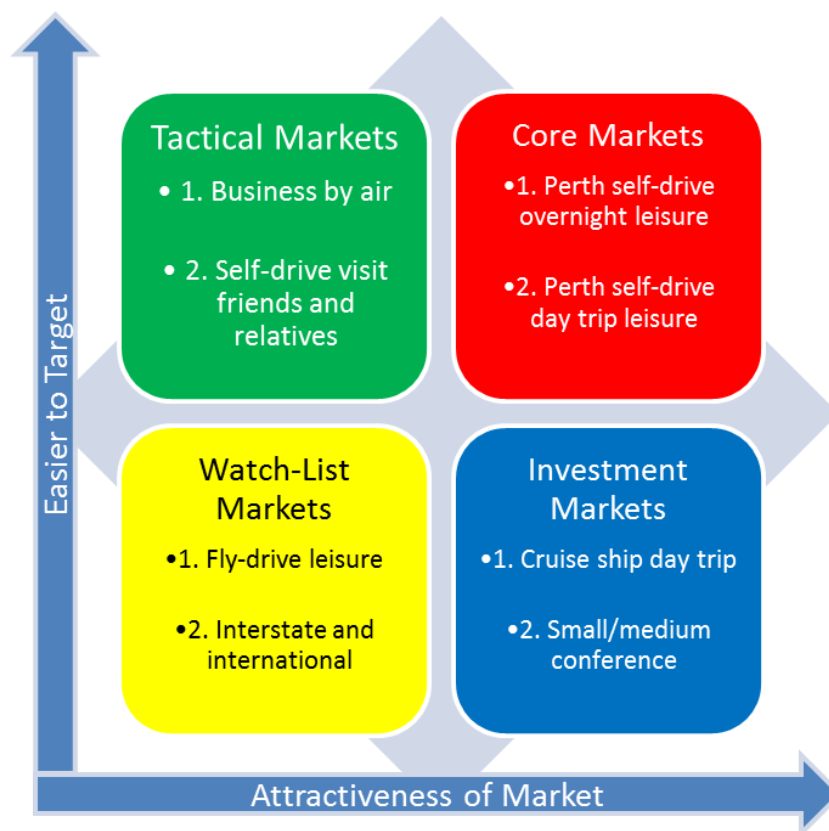 Tactical Markets
• 1. Business by air
• 2. Self-drive visit
friends and
relatives
Core Markets
•1. Perth self-drive
overnight leisure
•2. Perth self-drive
day trip leisure
Easier to Target
Watch-List
Markets
•1. Fly-drive leisure
•2. Interstate and
international
Investment
Markets
•1. Cruise ship day trip
•2. Small/medium
conference
Attractiveness of Market